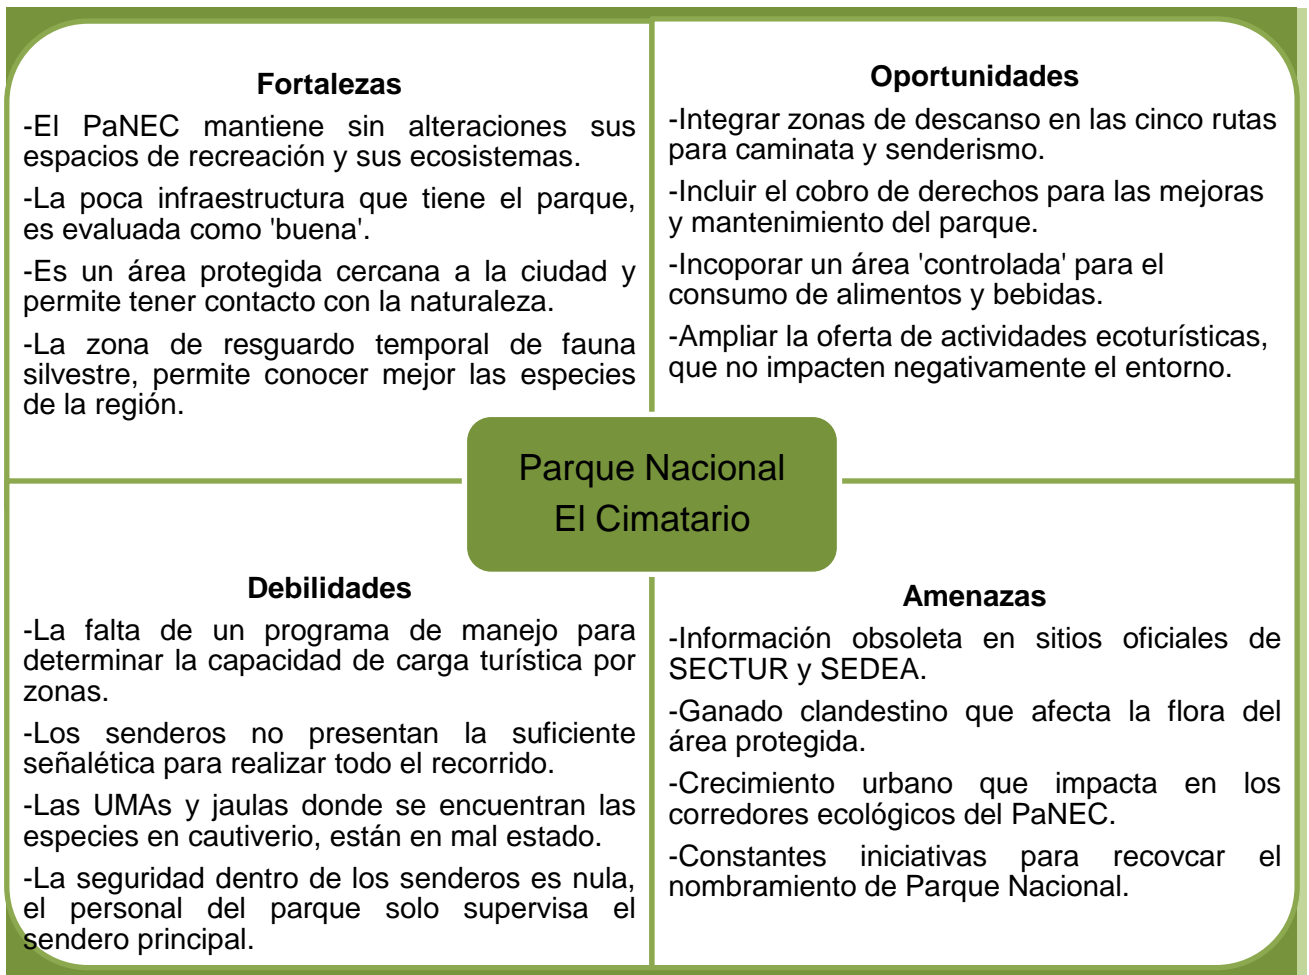 Fortalezas
-El PaNEC mantiene sin alteraciones sus
espacios de recreación y sus ecosistemas.
-La poca infraestructura que tiene el parque,
es evaluada como 'buena'.
-Es un área protegida cercana a la ciudad y
permite tener contacto con la naturaleza.
-La zona de resguardo temporal de fauna
silvestre, permite conocer mejor las especies
de la región.
Oportunidades
-Integrar zonas de descanso en las cinco rutas
para caminata y senderismo.
-Incluir el cobro de derechos para las mejoras
y mantenimiento del parque.
-Incoporar un área 'controlada' para el
consumo de alimentos y bebidas.
-Ampliar la oferta de actividades ecoturísticas,
que no impacten negativamente el entorno.
Parque Nacional
El Cimatario
Debilidades
-La falta de un programa de manejo para
determinar la capacidad de carga turística por
zonas.
-Los senderos no presentan la suficiente
señalética para realizar todo el recorrido.
-Las UMAs y jaulas donde se encuentran las
especies en cautiverio, están en mal estado.
-La seguridad dentro de los senderos es nula,
el personal del parque solo supervisa el
sendero principal.
Amenazas
-Información obsoleta en sitios oficiales de
SECTUR y SEDEA.
-Ganado clandestino que afecta la flora del
área protegida.
-Crecimiento urbano que impacta en los
corredores ecológicos del PaNEC.
-Constantes iniciativas para recovcar el
nombramiento de Parque Nacional.